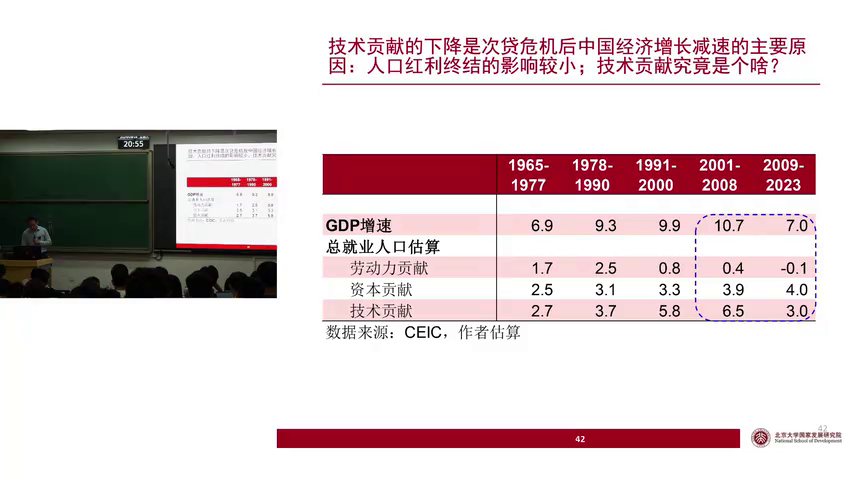 技术贡献的下降是次贷危机后中国经济增长减速的主要原
因：人口红利终结的影响较小；技术贡献究竟是个啥？
20:55
1965-1977 1978-1990 1991-2000 2001-2008 2009-2023
GDP增速 6.9 9.3 9.9 10.7 7.0
总就业人口估算
劳动力贡献 1.7 2.5 0.8 0.4 -0.1
资本贡献 2.5 3.1 3.3 3.9 4.0
技术贡献 2.7 3.7 5.8 6.5 3.0
数据来源：CEIC，作者估算
42
42
北京大学国家发展研究院
National School of Development